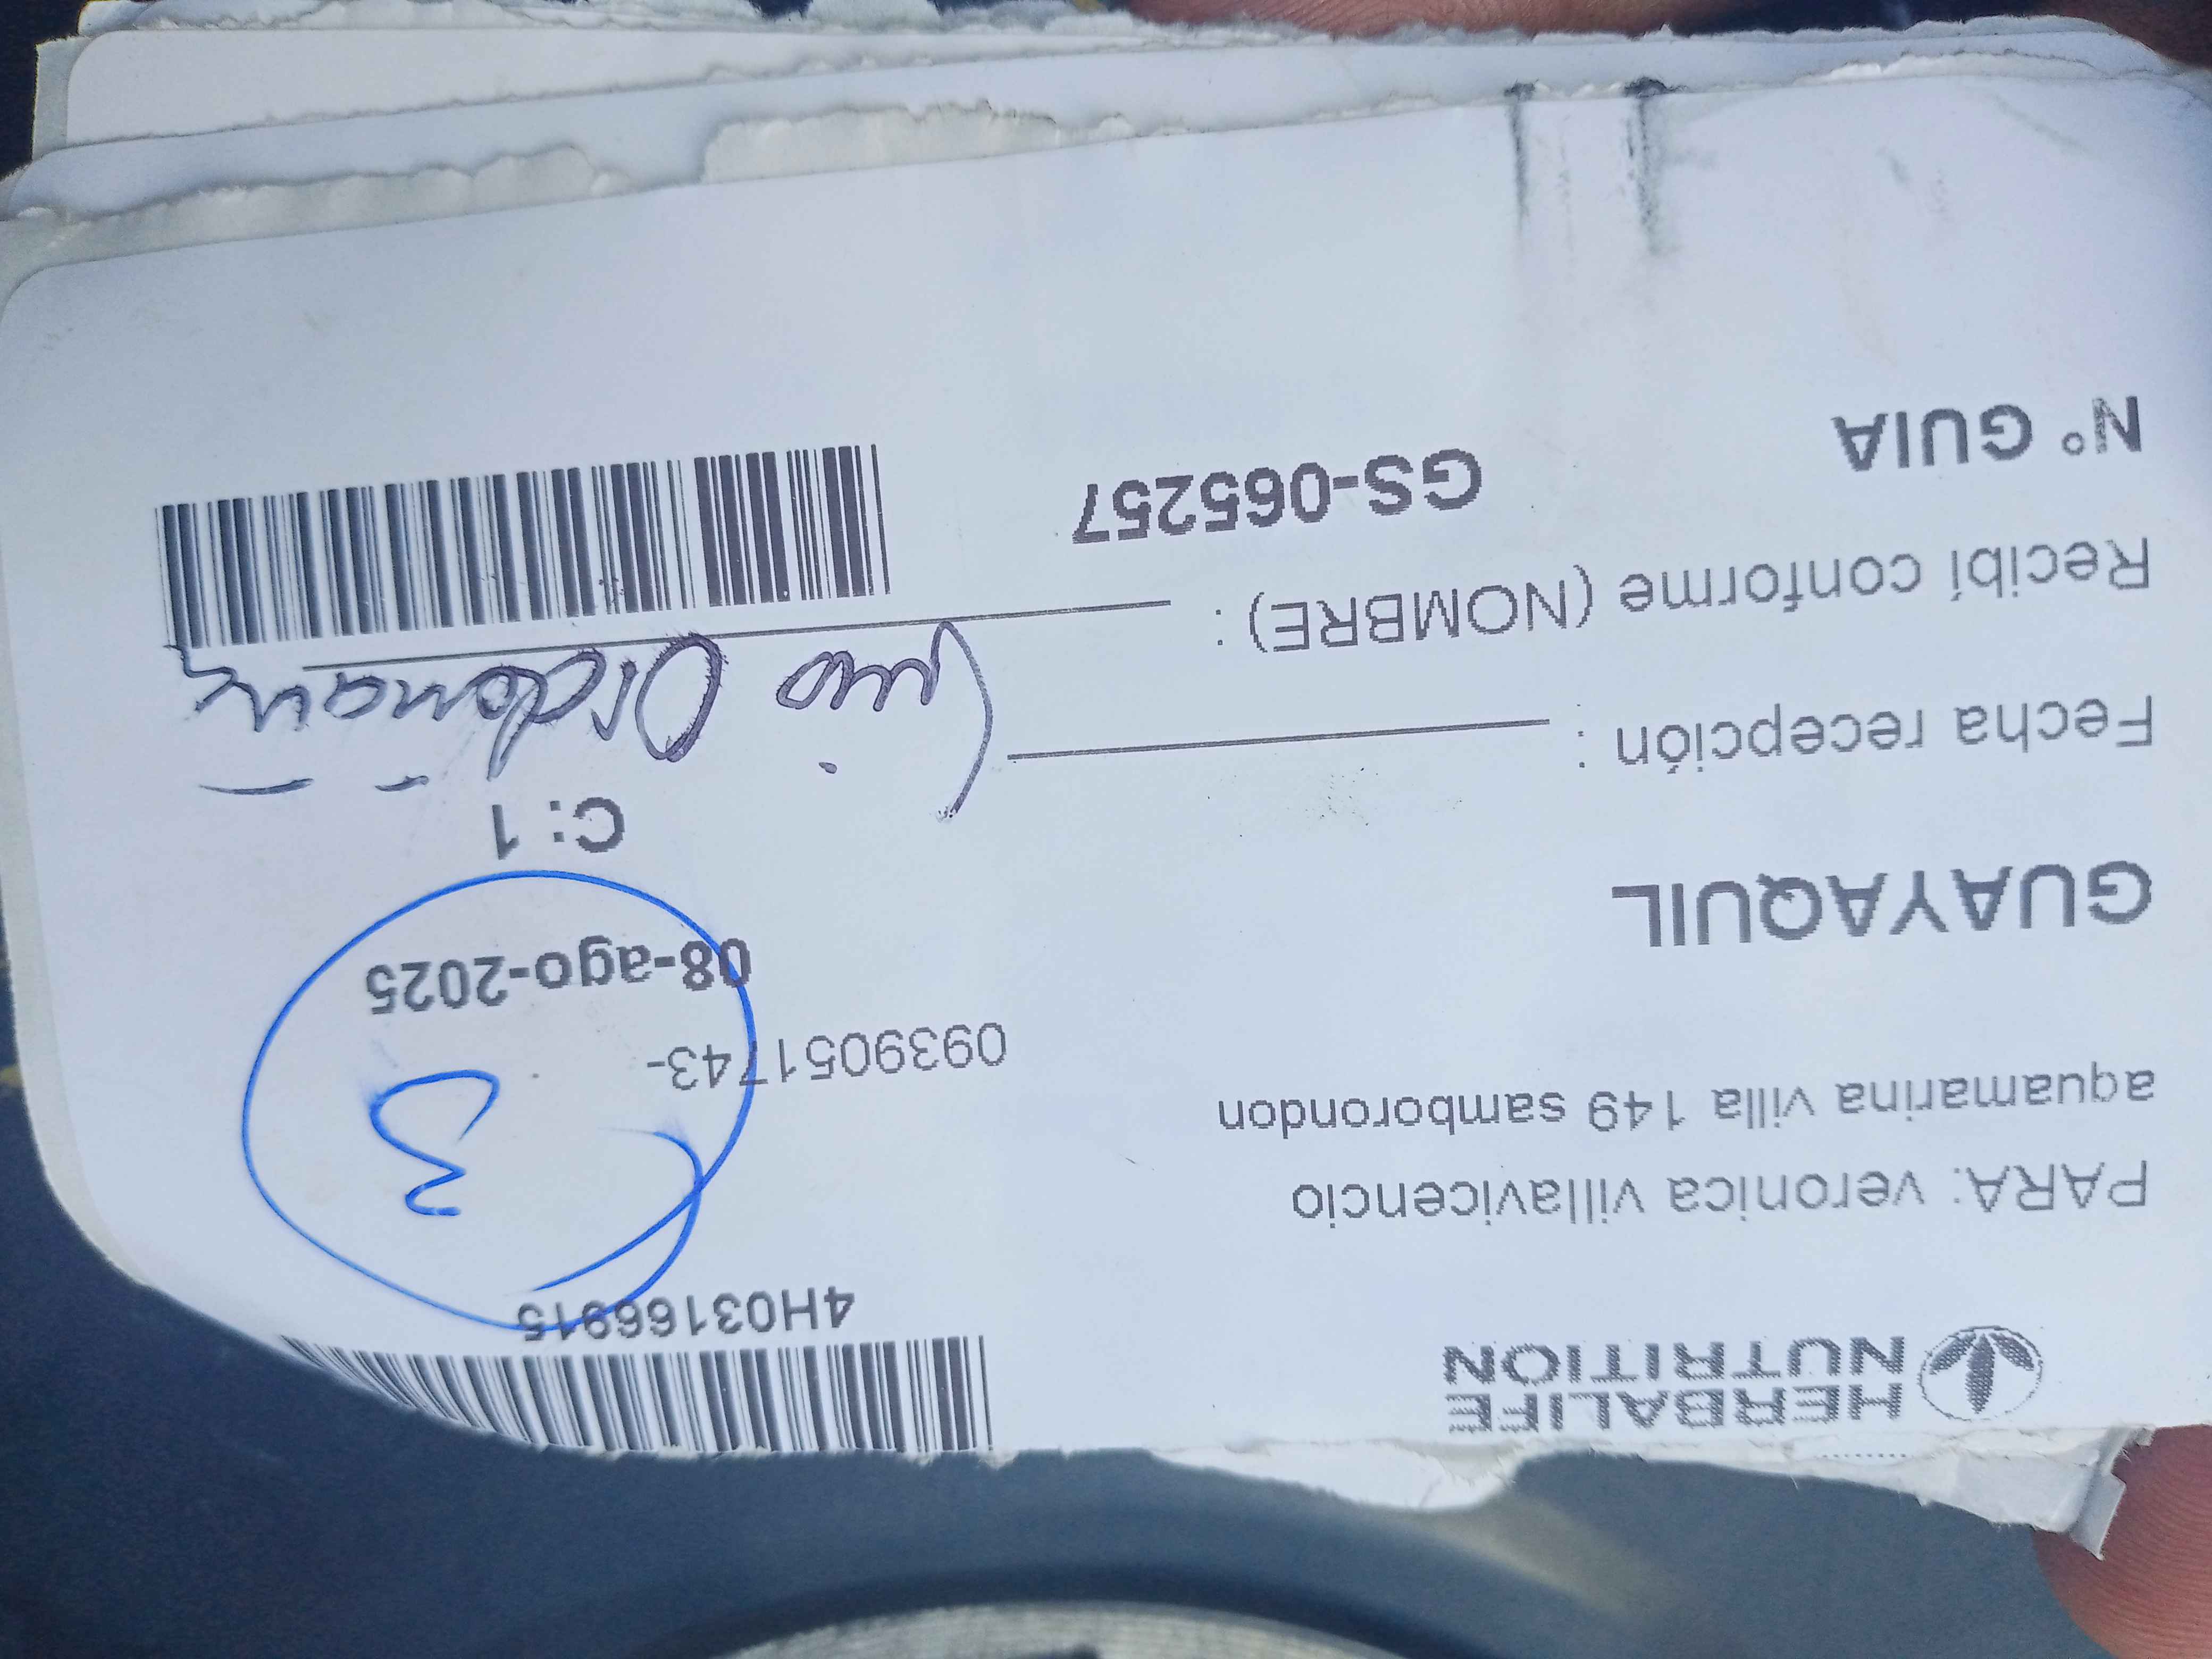 HERBALIFE
NUTRITION
4H03166915
PARA: veronica villavicencio
aquamarina villa 149 samborondon
0939051743-
3
GUAYAQUIL
08-ago-2025
C: 1
Fecha recepción :
Recibí conforme (NOMBRE) :
Nº GUIA
GS-065257